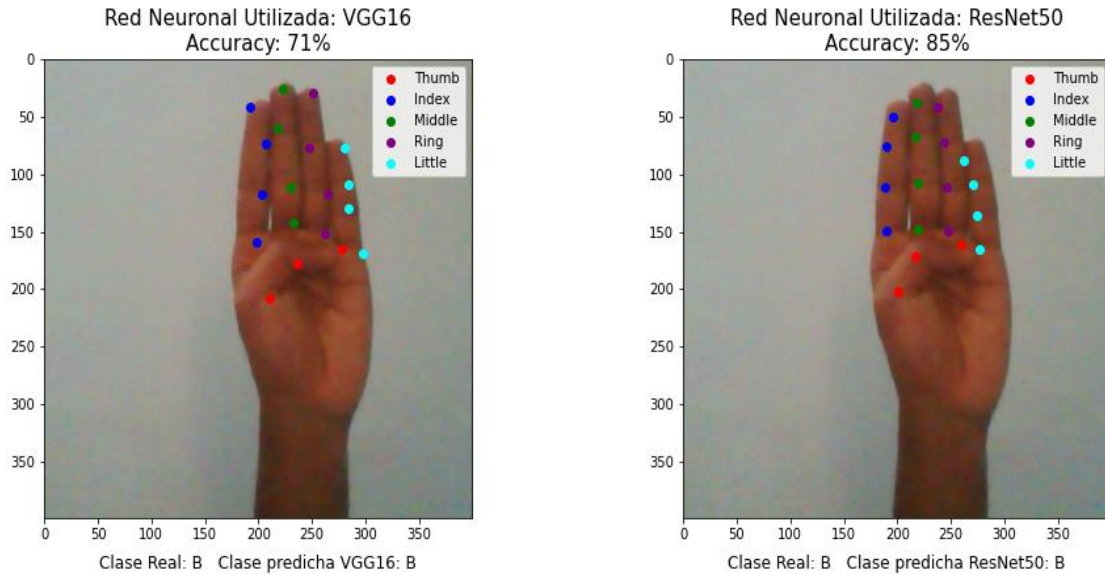 Red Neuronal Utilizada: VGG16
Accuracy: 71%
0
50
100
150
200
250
300
350
0 50 100 150 200 250 300 350
Thumb
Index
Middle
Ring
Little
Clase Real: B Clase predicha VGG16: B
Red Neuronal Utilizada: ResNet50
Accuracy: 85%
0
50
100
150
200
250
300
350
0 50 100 150 200 250 300 350
Thumb
Index
Middle
Ring
Little
Clase Real: B Clase predicha ResNet50: B